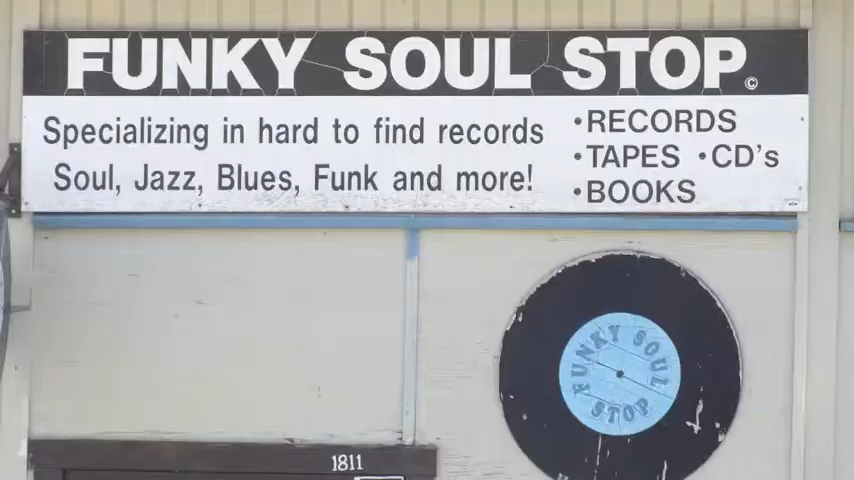 FUNKY SOUL STOP©
Specializing in hard to find records
Soul, Jazz, Blues, Funk and more!
•RECORDS
•TAPES •CD's
•BOOKS
FUNKY SOUL
STOP
1811